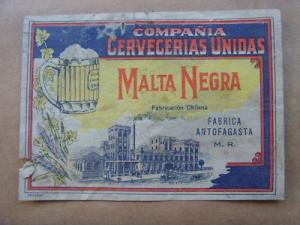 COMPAÑIA
CERVECERIAS UNIDAS
MALTA NEGRA
Fabricación Chilena
FABRICA
ANTOFAGASTA
M. R.